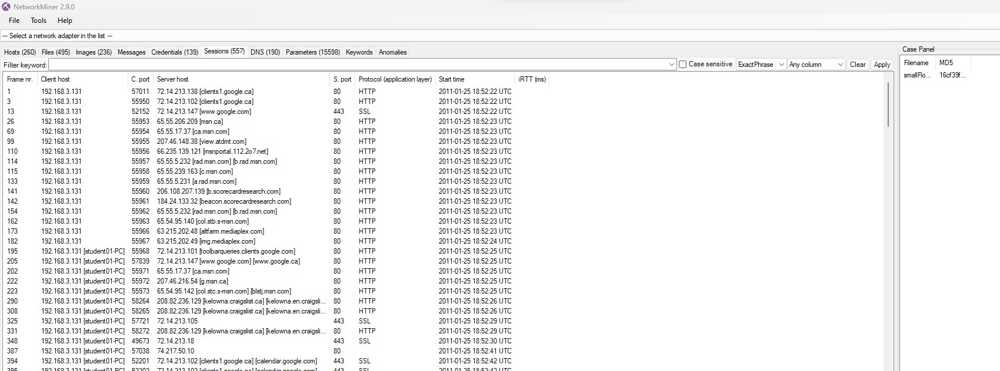 NetworkMiner 2.9.0
File Tools Help
--- Select a network adapter in the list ---
Hosts (260) Files (495) Images (236) Messages Credentials (139) Sessions (557) DNS (190) Parameters (15598) Keywords Anomalies
Filter keyword: Case sensitive ExactPhrase Any column Clear Apply
Frame nr. Client host C. port Server host S. port Protocol (application layer) Start time iRTT (ms)
1 192.168.3.131 57011 72.14.213.138 [clients1.google.ca] 80 HTTP 2011-01-25 18:52:22 UTC
3 192.168.3.131 55950 72.14.213.102 [clients1.google.ca] 80 HTTP 2011-01-25 18:52:22 UTC
13 192.168.3.131 52152 72.14.213.147 [www.google.com] 443 SSL 2011-01-25 18:52:22 UTC
26 192.168.3.131 55953 65.55.206.209 [msn.ca] 80 HTTP 2011-01-25 18:52:23 UTC
69 192.168.3.131 55954 65.55.17.37 [ca.msn.com] 80 HTTP 2011-01-25 18:52:23 UTC
99 192.168.3.131 55955 207.46.148.38 [view.atdmt.com] 80 HTTP 2011-01-25 18:52:23 UTC
110 192.168.3.131 55956 66.235.139.121 [msnportal.112.2o7.net] 80 HTTP 2011-01-25 18:52:23 UTC
114 192.168.3.131 55957 65.55.5.232 [rad.msn.com] [b.rad.msn.com] 80 HTTP 2011-01-25 18:52:23 UTC
115 192.168.3.131 55958 65.55.239.163 [c.msn.com] 80 HTTP 2011-01-25 18:52:23 UTC
133 192.168.3.131 55959 65.55.5.231 [a.rad.msn.com] 80 HTTP 2011-01-25 18:52:23 UTC
141 192.168.3.131 55960 206.108.207.139 [b.scorecardresearch.com] 80 HTTP 2011-01-25 18:52:23 UTC
142 192.168.3.131 55961 184.24.133.32 [beacon.scorecardresearch.com] 80 HTTP 2011-01-25 18:52:23 UTC
154 192.168.3.131 55962 65.55.5.232 [rad.msn.com] [b.rad.msn.com] 80 HTTP 2011-01-25 18:52:23 UTC
162 192.168.3.131 55963 65.54.95.140 [col.stb.s-msn.com] 80 HTTP 2011-01-25 18:52:23 UTC
173 192.168.3.131 55966 63.215.202.48 [altfarm.mediaplex.com] 80 HTTP 2011-01-25 18:52:23 UTC
182 192.168.3.131 55967 63.215.202.49 [img.mediaplex.com] 80 HTTP 2011-01-25 18:52:24 UTC
195 192.168.3.131 [student01-PC] 55968 72.14.213.101 [toolbarqueries.clients.google.com] 80 HTTP 2011-01-25 18:52:25 UTC
205 192.168.3.131 [student01-PC] 57839 72.14.213.147 [www.google.com] [www.google.ca] 80 HTTP 2011-01-25 18:52:25 UTC
202 192.168.3.131 [student01-PC] 55971 65.55.17.37 [ca.msn.com] 80 HTTP 2011-01-25 18:52:25 UTC
222 192.168.3.131 [student01-PC] 55972 207.46.216.54 [g.msn.ca] 80 HTTP 2011-01-25 18:52:25 UTC
223 192.168.3.131 [student01-PC] 55973 65.54.95.142 [col.stc.s-msn.com] [blstj.msn.com] 80 HTTP 2011-01-25 18:52:25 UTC
290 192.168.3.131 [student01-PC] 58264 208.82.236.129 [kelowna.craigslist.ca] [kelowna.en.craigsli... 80 HTTP 2011-01-25 18:52:26 UTC
308 192.168.3.131 [student01-PC] 58265 208.82.236.129 [kelowna.craigslist.ca] [kelowna.en.craigsli... 80 HTTP 2011-01-25 18:52:26 UTC
325 192.168.3.131 [student01-PC] 57721 72.14.213.105 443 SSL 2011-01-25 18:52:29 UTC
331 192.168.3.131 [student01-PC] 58272 208.82.236.129 [kelowna.craigslist.ca] [kelowna.en.craigsli... 80 HTTP 2011-01-25 18:52:29 UTC
348 192.168.3.131 [student01-PC] 49673 72.14.213.18 443 SSL 2011-01-25 18:52:30 UTC
387 192.168.3.131 [student01-PC] 57038 74.217.50.10 80 2011-01-25 18:52:41 UTC
394 192.168.3.131 [student01-PC] 52201 72.14.213.102 [clients1.google.ca] [calendar.google.com] 443 SSL 2011-01-25 18:52:42 UTC
395 192.168.3.131 [student01-PC] 52202 72.14.213.102 [clients1.google.ca] [calendar.google.com] 443 SSL 2011-01-25 18:52:42 UTC
Case Panel
Filename MD5
smallFlo... 16cf39f...